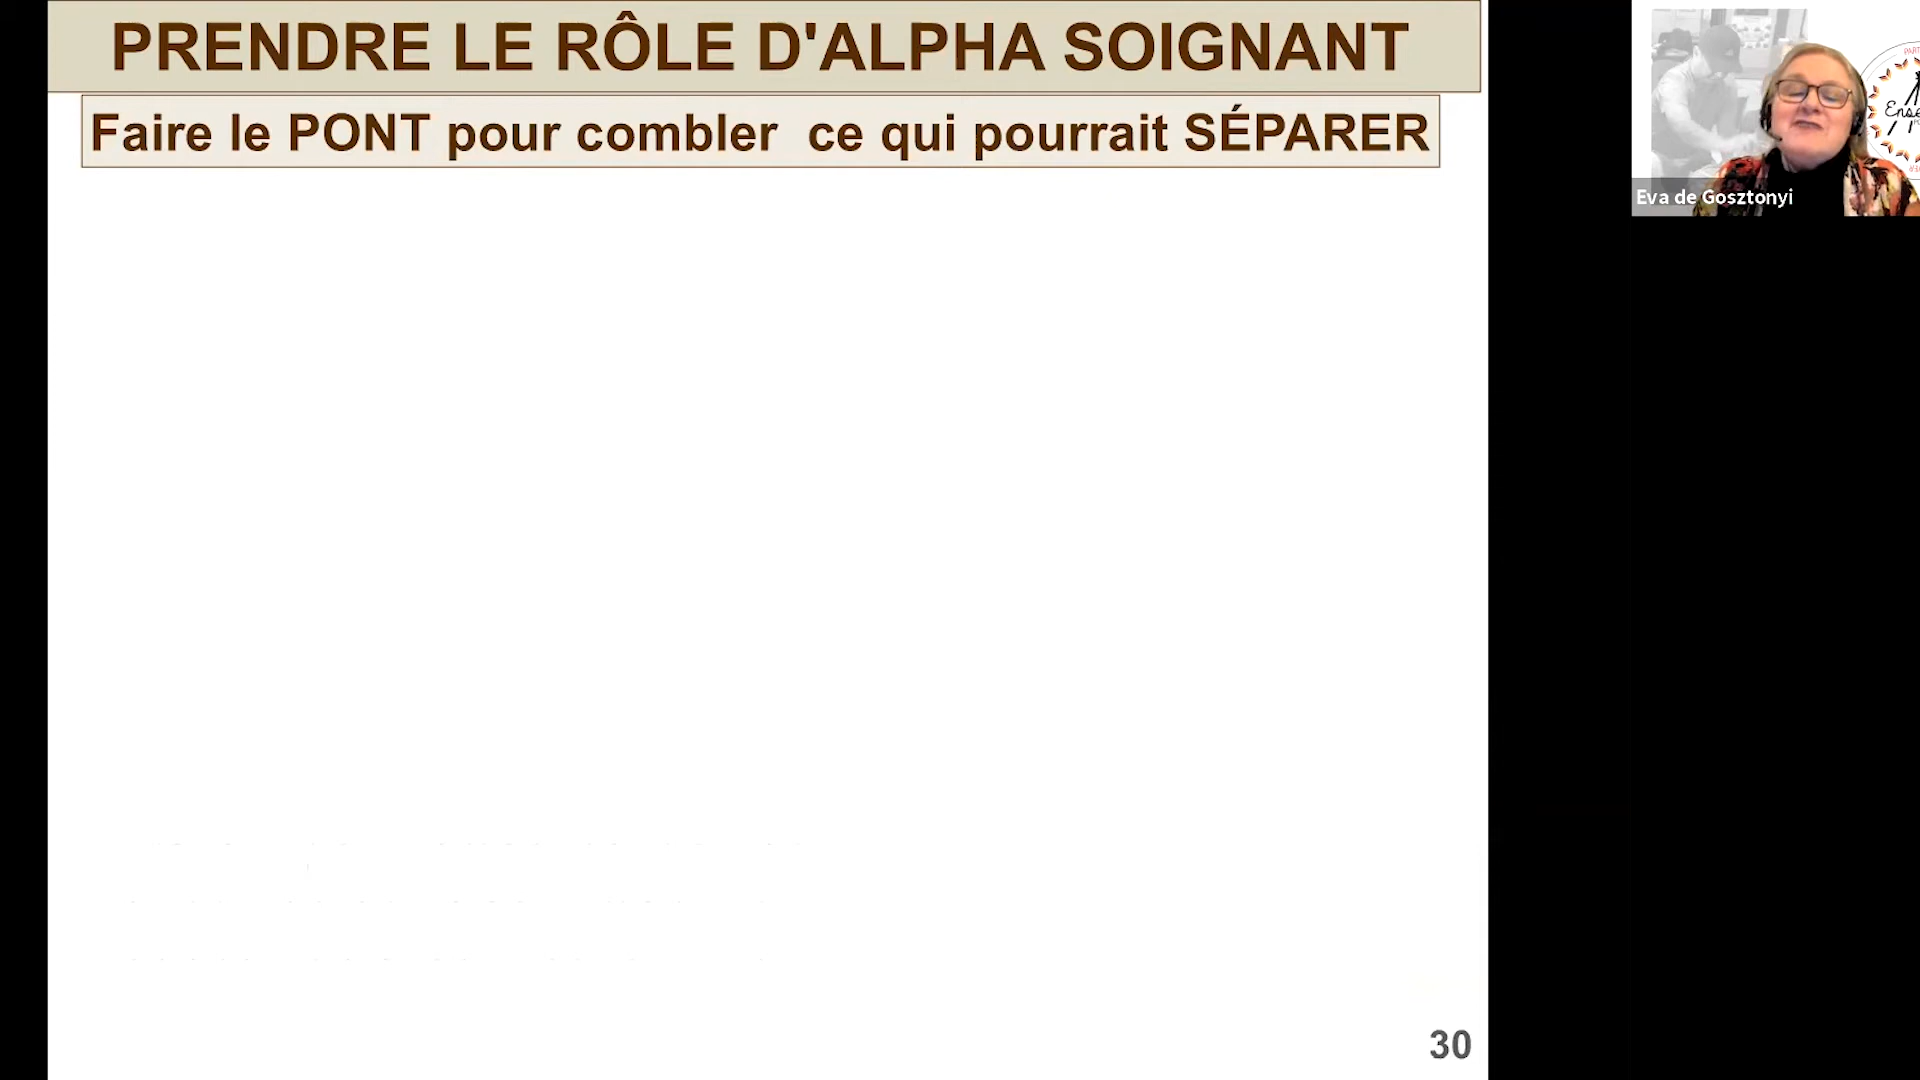 PRENDRE LE RÔLE D'ALPHA SOIGNANT
Faire le PONT pour combler  ce qui pourrait SÉPARER
Eva de Gosztonyi
30